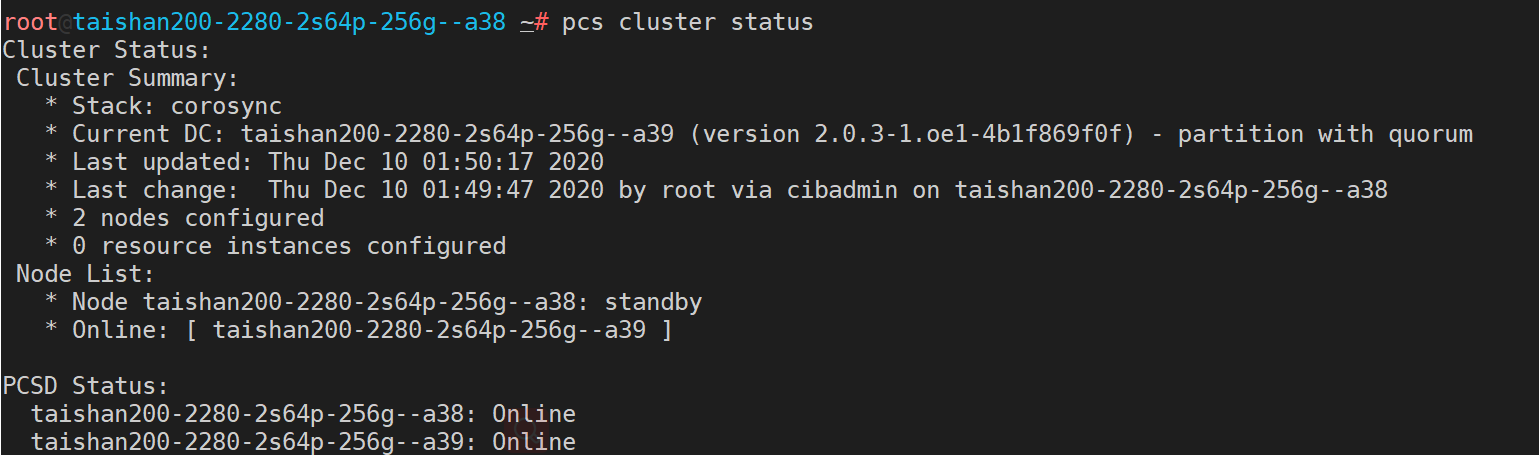 root@taishan200-2280-2s64p-256g--a38 ~# pcs cluster status
Cluster Status:
 Cluster Summary:
   * Stack: corosync
   * Current DC: taishan200-2280-2s64p-256g--a39 (version 2.0.3-1.oe1-4b1f869f0f) - partition with quorum
   * Last updated: Thu Dec 10 01:50:17 2020
   * Last change:  Thu Dec 10 01:49:47 2020 by root via cibadmin on taishan200-2280-2s64p-256g--a38
   * 2 nodes configured
   * 0 resource instances configured
 Node List:
   * Node taishan200-2280-2s64p-256g--a38: standby
   * Online: [ taishan200-2280-2s64p-256g--a39 ]

PCSD Status:
  taishan200-2280-2s64p-256g--a38: Online
  taishan200-2280-2s64p-256g--a39: Online